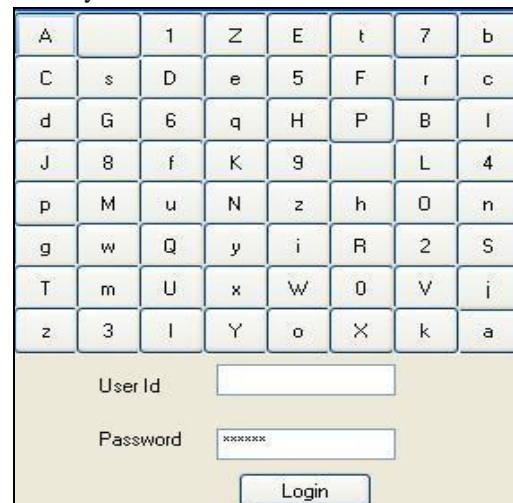 A 1 Z E t 7 b
C s D e 5 F r c
d G 6 q H P B I
J 8 f K 9 L 4
p M u N z h O n
g w Q y i R 2 S
T m U x W 0 V j
z 3 l Y o X k a
User Id
Password ******
Login